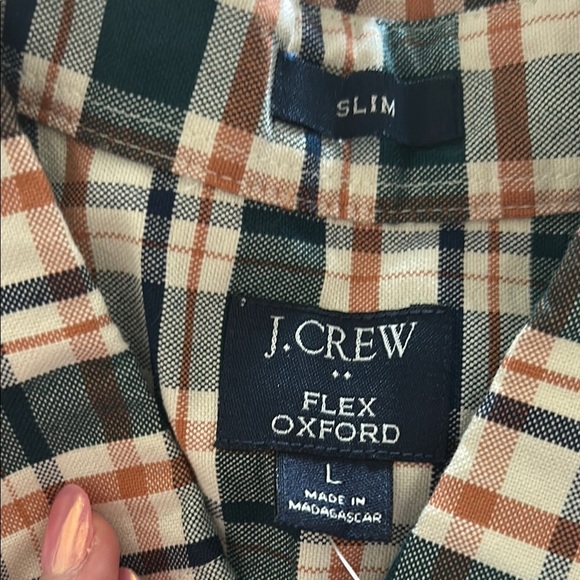 SLIM
J.CREW
FLEX
OXFORD
L
MADE IN
MADAGASCAR